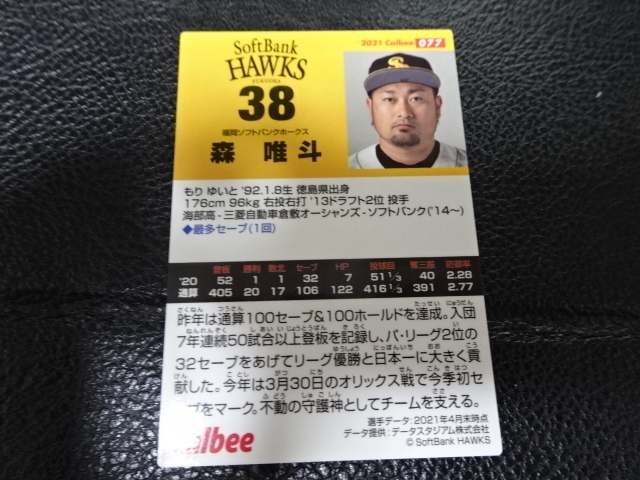 2021 Calbee 077
SoftBank
HAWKS
FUKUOKA
38
福岡ソフトバンクホークス
森 唯斗
もり ゆいと '92.1.8生 徳島県出身
176cm 96kg 右投右打 '13ドラフト2位 投手
海部高-三菱自動車倉敷オーシャンズ-ソフトバンク('14〜)
◆最多セーブ(1回)
登板 勝利 敗北 セーブ HP 投球回 奪三振 防御率
'20 52 1 1 32 7 51 1/3 40 2.28
通算 405 20 17 106 122 416 1/3 391 2.77
昨年は通算100セーブ&100ホールドを達成。入団
7年連続50試合以上登板を記録し、パ・リーグ2位の
32セーブをあげてリーグ優勝と日本一に大きく貢
献した。今年は3月30日のオリックス戦で今季初セ
ーブをマーク。不動の守護神としてチームを支える。
選手データ:2021年4月末時点
データ提供:データスタジアム株式会社
© SoftBank HAWKS
Calbee